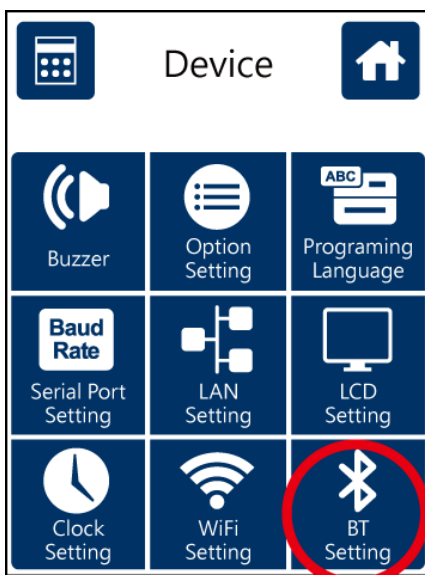 Device
Buzzer
Option
Setting
ABC
Programing
Language
Baud
Rate
Serial Port
Setting
LAN
Setting
LCD
Setting
Clock
Setting
WiFi
Setting
BT
Setting